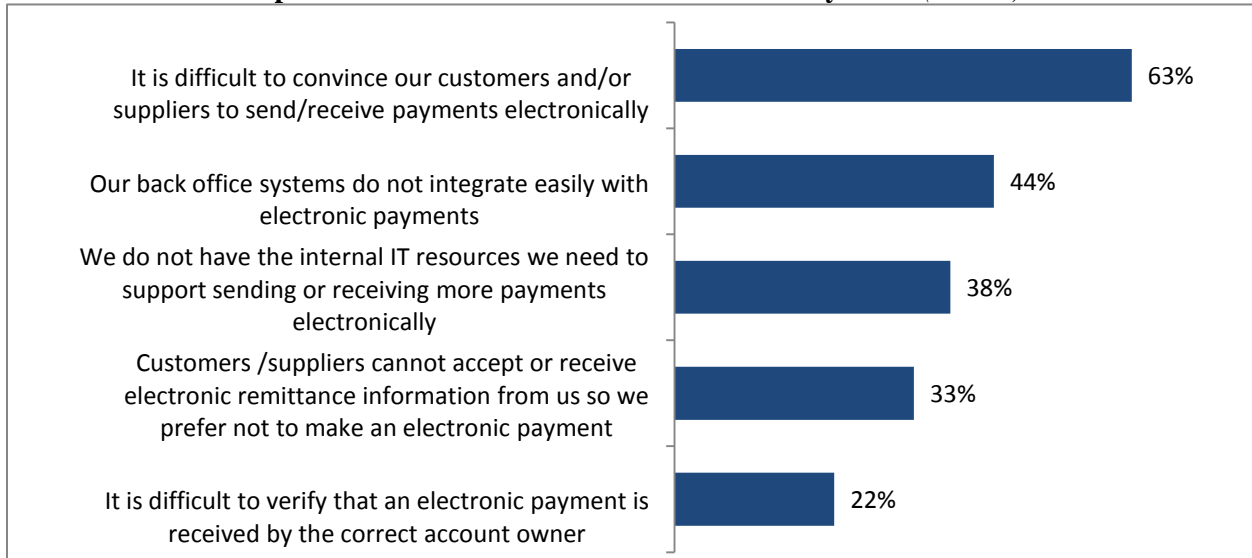 It is difficult to convince our customers and/or
suppliers to send/receive payments electronically
63%
Our back office systems do not integrate easily with
electronic payments
44%
We do not have the internal IT resources we need to
support sending or receiving more payments
electronically
38%
Customers /suppliers cannot accept or receive
electronic remittance information from us so we
prefer not to make an electronic payment
33%
It is difficult to verify that an electronic payment is
received by the correct account owner
22%